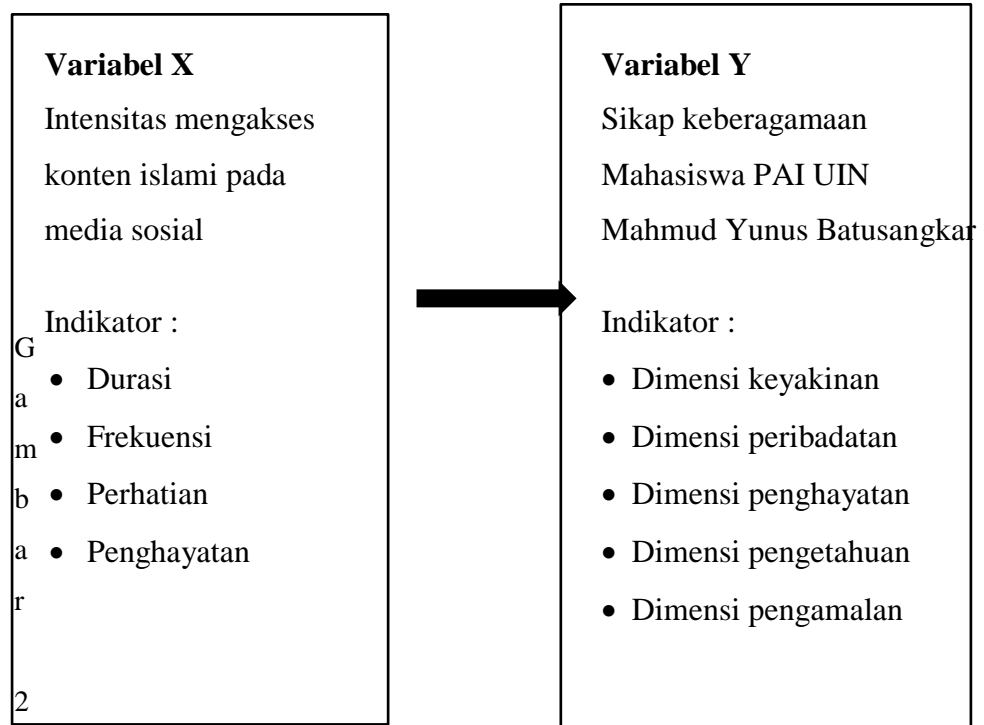 Variabel X
Intensitas mengakses
konten islami pada
media sosial
Indikator :
• Durasi
• Frekuensi
• Perhatian
• Penghayatan
G
a
m
b
a
r
2
Variabel Y
Sikap keberagamaan
Mahasiswa PAI UIN
Mahmud Yunus Batusangkar
Indikator :
• Dimensi keyakinan
• Dimensi peribadatan
• Dimensi penghayatan
• Dimensi pengetahuan
• Dimensi pengamalan